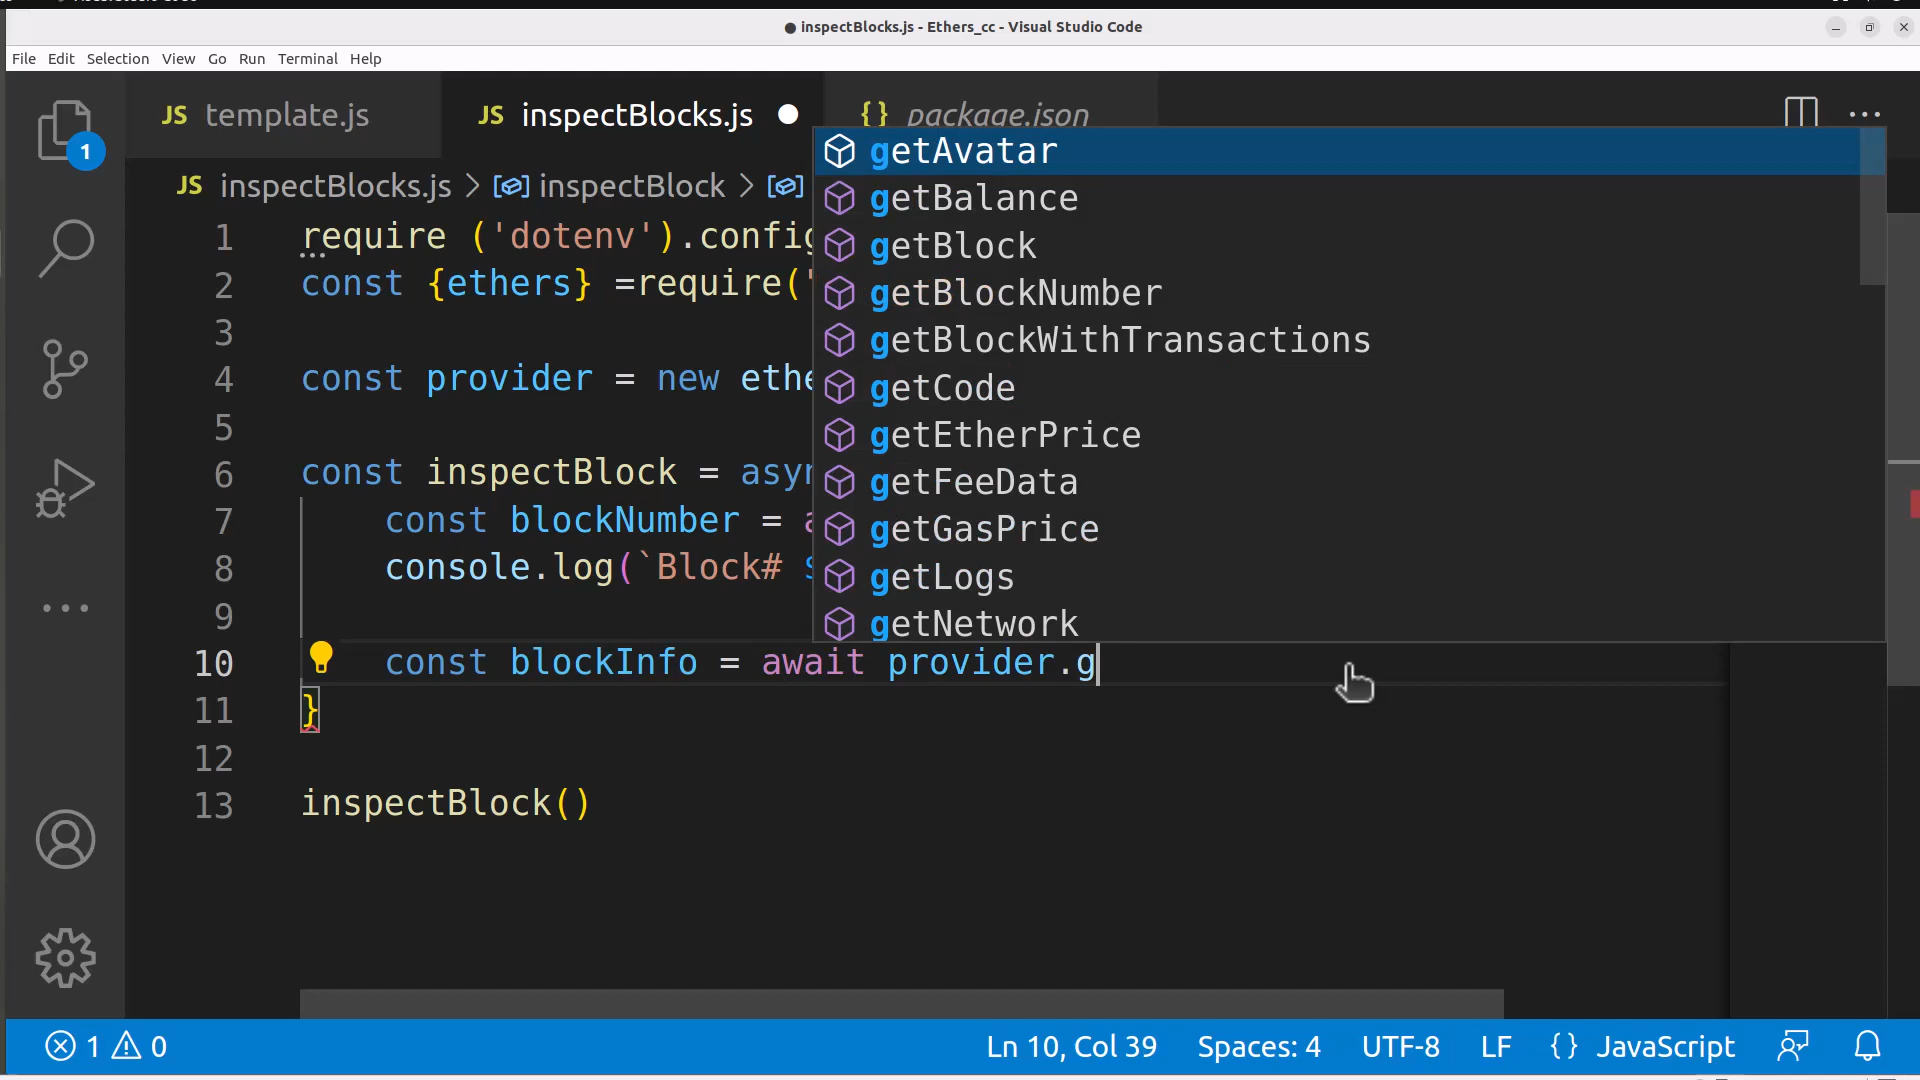 inspectBlocks.js - Ethers_cc - Visual Studio Code
File Edit Selection View Go Run Terminal Help
JS template.js JS inspectBlocks.js {} package.json
1
JS inspectBlocks.js > inspectBlock >
1 require ('dotenv').config
2 const {ethers} =require('
3
4 const provider = new ethe
5
6 const inspectBlock = asyn
7 const blockNumber = a
8 console.log(`Block# $
9
10 const blockInfo = await provider.g
11 }
12
13 inspectBlock()
getAvatar
getBalance
getBlock
getBlockNumber
getBlockWithTransactions
getCode
getEtherPrice
getFeeData
getGasPrice
getLogs
getNetwork
1 0 Ln 10, Col 39 Spaces: 4 UTF-8 LF {} JavaScript